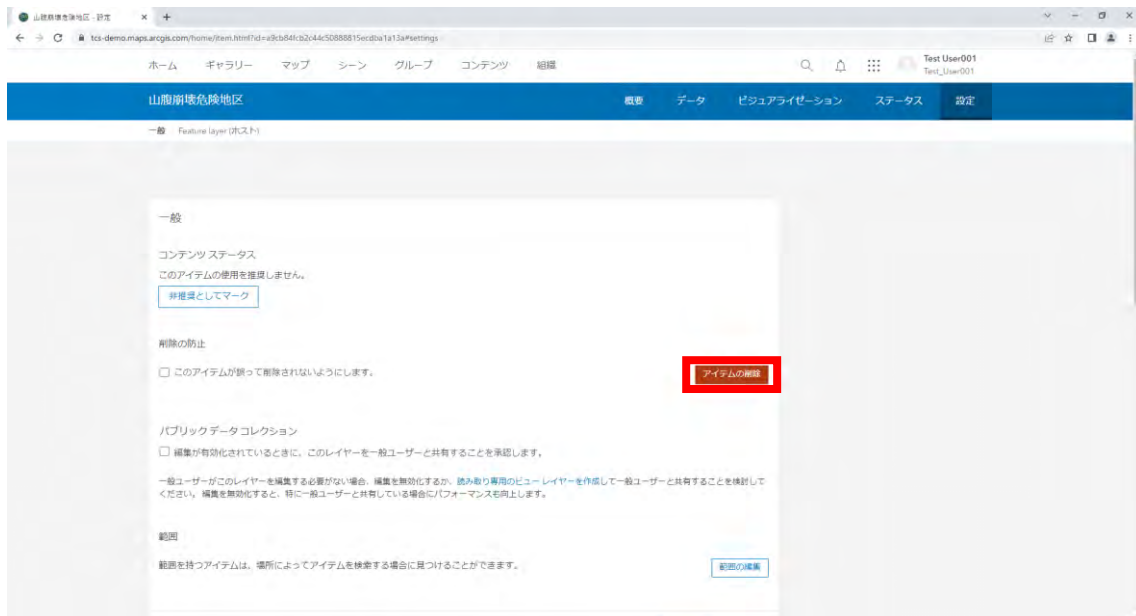 山腹崩壊危険地区 - 設定
tcs-demo.maps.arcgis.com/home/item.html?id=a9cb84fcb2c44c50888815ecdba1a13a#settings
ホーム ギャラリー マップ シーン グループ コンテンツ 組織
Test User001
Test_User001
山腹崩壊危険地区 概要 データ ビジュアライゼーション ステータス 設定
一般 Feature layer (ホスト)
一般
コンテンツ ステータス
このアイテムの使用を推奨しません。
非推奨としてマーク
削除の防止
このアイテムが誤って削除されないようにします。 アイテムの削除
パブリック データ コレクション
編集が有効化されているときに、このレイヤーを一般ユーザーと共有することを承認します。
一般ユーザーがこのレイヤーを編集する必要がない場合、編集を無効化するか、読み取り専用のビュー レイヤーを作成して一般ユーザーと共有することを検討して
ください。編集を無効化すると、特に一般ユーザーと共有している場合にパフォーマンスも向上します。
範囲
範囲を持つアイテムは、場所によってアイテムを検索する場合に見つけることができます。 範囲の編集